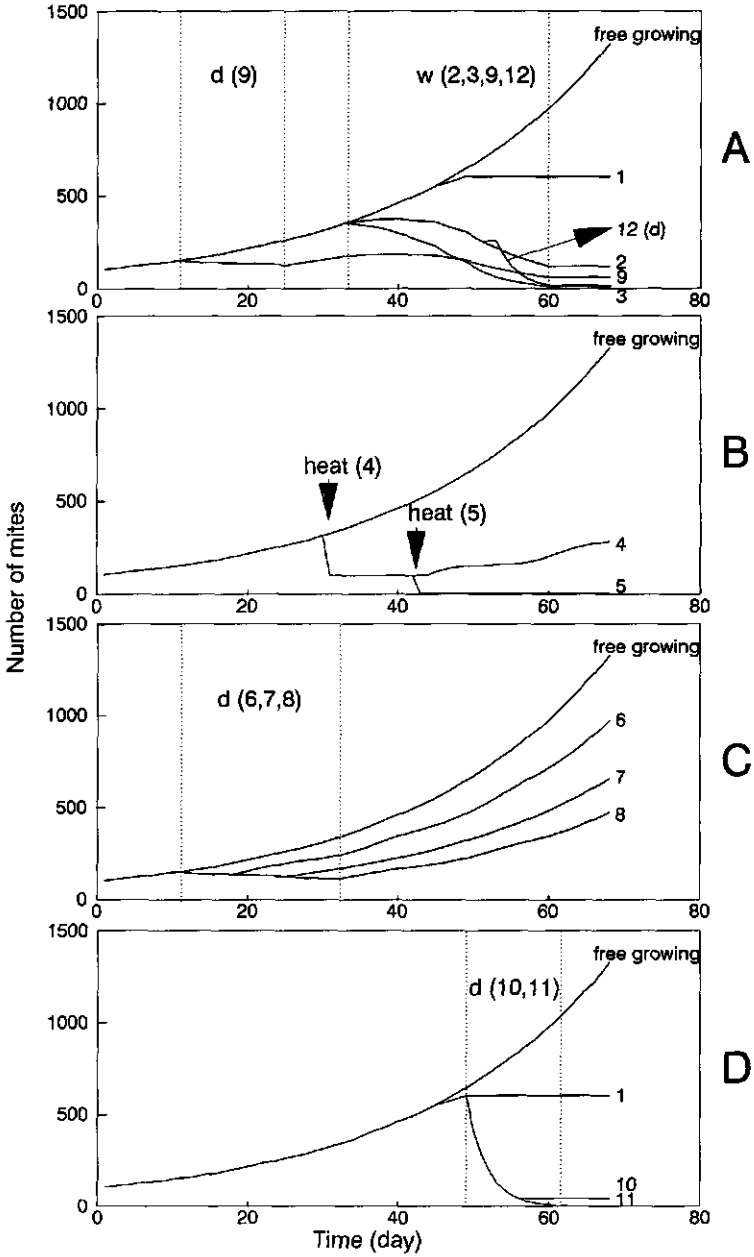 1500
d (9)
w (2,3,9,12)
free growing
1000
A
500
1
12 (d)
2
9
3
0
0 20 40 60 80
1500
free growing
1000
B
heat (4)
500
heat (5)
4
5
0
0 20 40 60 80
Number of mites
1500
free growing
d (6,7,8)
1000
6
C
7
500
8
0
0 20 40 60 80
1500
free growing
d (10,11)
1000
D
500
1
10
11
0
0 20 40 60 80
Time (day)